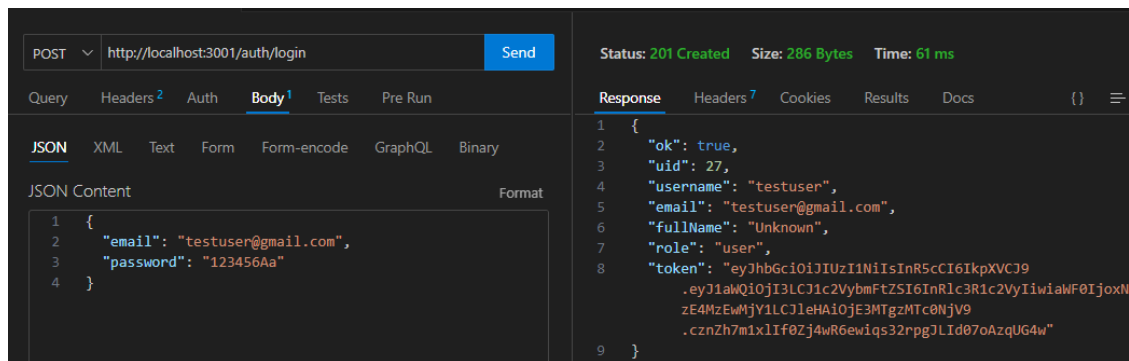 POST http://localhost:3001/auth/login Send
Query Headers 2 Auth Body 1 Tests Pre Run
JSON XML Text Form Form-encode GraphQL Binary
JSON Content Format
1 {
2 "email": "testuser@gmail.com",
3 "password": "123456Aa"
4 }
Status: 201 Created Size: 286 Bytes Time: 61 ms
Response Headers 7 Cookies Results Docs {}
1 {
2 "ok": true,
3 "uid": 27,
4 "username": "testuser",
5 "email": "testuser@gmail.com",
6 "fullName": "Unknown",
7 "role": "user",
8 "token": "eyJhbGciOiJIUzI1NiIsInR5cCI6IkpXVCJ9
.eyJ1aWQiOjI3LCJ1c2VybmFtZSI6InRlc3R1c2VyIiwiaWF0IjoxN
zE4MzEwMjY1LCJleHAiOjE3MTgzMTc0NjV9
.cznZh7m1xlIf0Zj4wR6ewiqs32rpgJLId07oAzqUG4w"
9 }